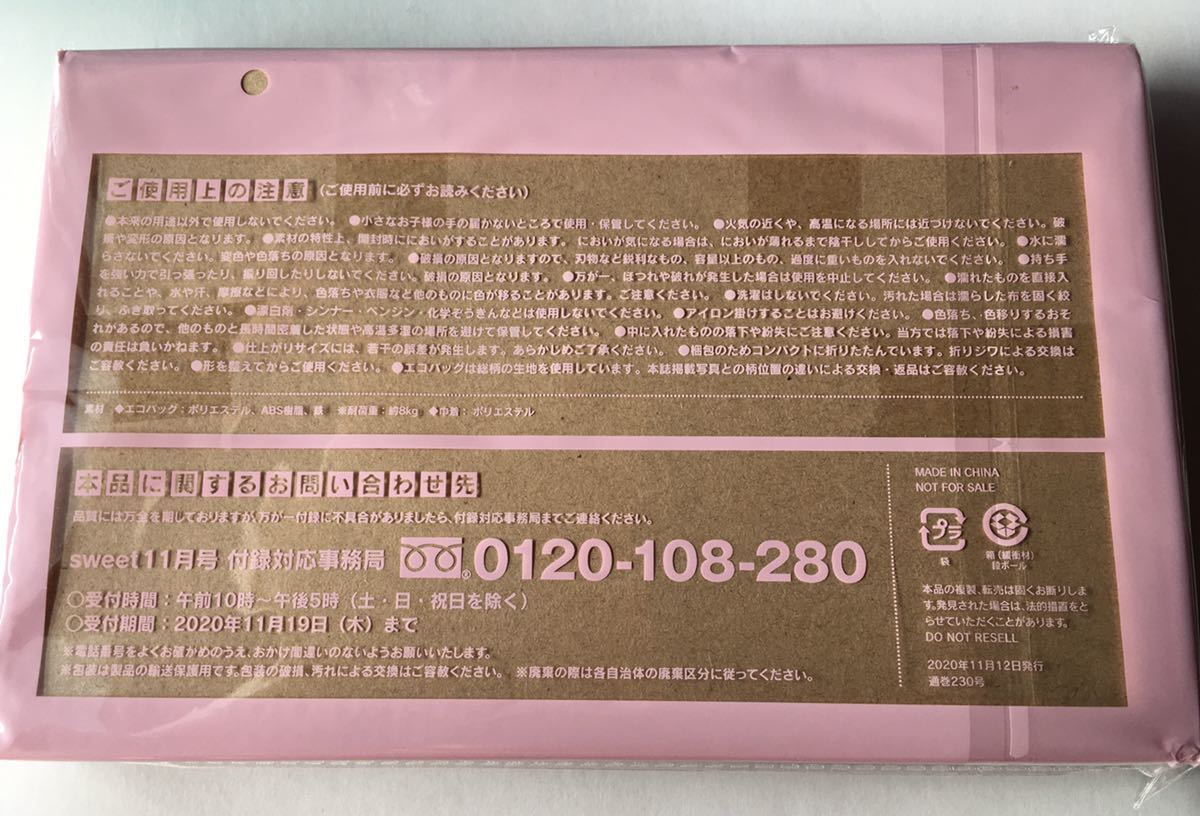 ご使用上の注意(ご使用前に必ずお読みください)
●本来の用途以外で使用しないでください。 ●小さなお子様の手の届かないところで使用・保管してください。 ●火気の近くや、高温になる場所には近づけないでください。破
損や変形の原因となります。 ●素材の特性上、開封時ににおいがすることがあります。 においが気になる場合は、においが薄れるまで陰干ししてからご使用ください。 ●水に濡
らさないでください。変色や色落ちの原因となります。 ●破損の原因となりますので、刃物など鋭利なもの、容量以上のもの、過度に重いものを入れないでください。 ●持ち手
を強い力で引っ張ったり、振り回したりしないでください。破損の原因となります。 ●万が一、ほつれや破れが発生した場合は使用を中止してください。 ●濡れたものを直接入
れることや、水や汗、摩擦などにより、色落ちや衣服など他のものに色が移ることがあります。ご注意ください。 ●洗濯はしないでください。汚れた場合は濡らした布を固く絞
り、ふき取ってください。 ●漂白剤・シンナー・ベンジン・化学ぞうきんなどは使用しないでください。 ●アイロン掛けすることはお避けください。 ●色落ち、色移りするおそ
れがあるので、他のものと長時間密着した状態や高温多湿の場所を避けて保管してください。 ●中に入れたものの落下や紛失にご注意ください。当方では落下や紛失による損害
の責任は負いかねます。 ●仕上がりサイズには、若干の誤差が発生します。あらかじめご了承ください。 ●梱包のためコンパクトに折りたたんでいます。折りジワによる交換は
ご容赦ください。 ●形を整えてからご使用ください。 ●エコバッグは総柄の生地を使用しています。本誌掲載写真との柄位置の違いによる交換・返品はご容赦ください。
素材 ◆エコバッグ:ポリエステル、ABS樹脂、鉄 ※耐荷重:約8kg ◆巾着:ポリエステル
本品に関するお問い合わせ先
品質には万全を期しておりますが、万が一付録に不具合がありましたら、付録対応事務局までご連絡ください。
sweet11月号 付録対応事務局 0120-108-280
○受付時間:午前10時〜午後5時(土・日・祝日を除く)
○受付期間:2020年11月19日(木)まで
※電話番号をよくお確かめのうえ、おかけ間違いのないようお願いいたします。
※包装は製品の輸送保護用です。包装の破損、汚れによる交換はご容赦ください。 ※廃棄の際は各自治体の廃棄区分に従ってください。
MADE IN CHINA
NOT FOR SALE
プラ
袋
箱(緩衝材)
段ボール
本品の複製、転売は固くお断りしま
す。発見された場合は、法的措置をと
らせていただくことがあります。
DO NOT RESELL
2020年11月12日発行
通巻230号